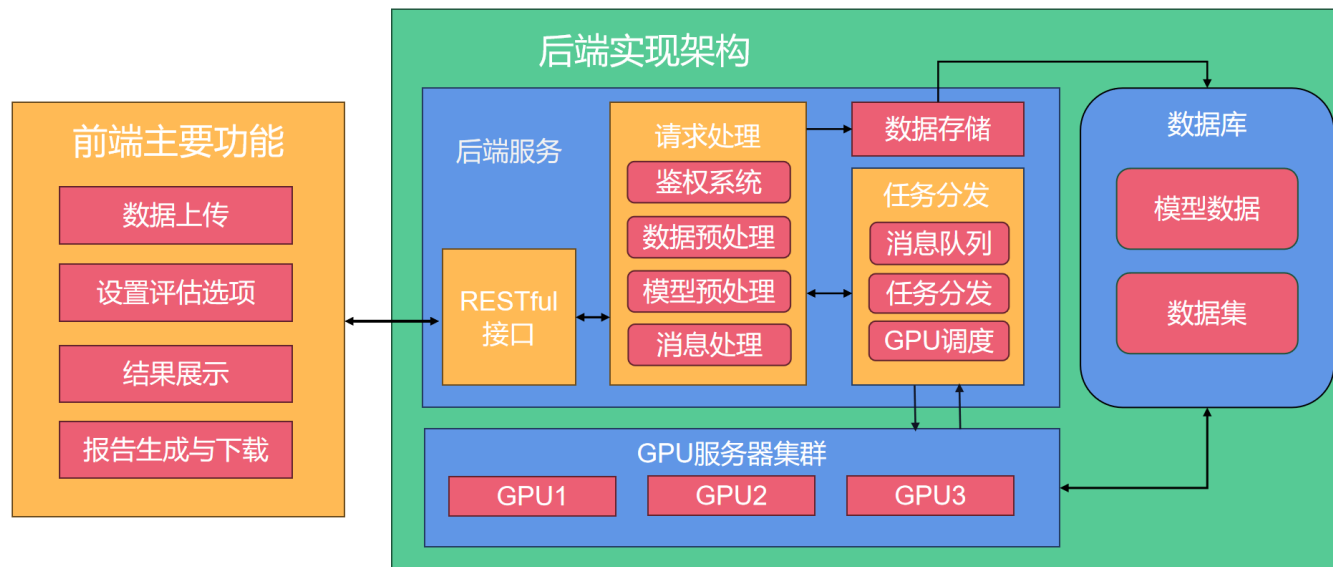 后端实现架构
前端主要功能
数据上传
设置评估选项
结果展示
报告生成与下载
后端服务
RESTful
接口
请求处理
鉴权系统
数据预处理
模型预处理
消息处理
数据存储
任务分发
消息队列
任务分发
GPU调度
数据库
模型数据
数据集
GPU服务器集群
GPU1
GPU2
GPU3